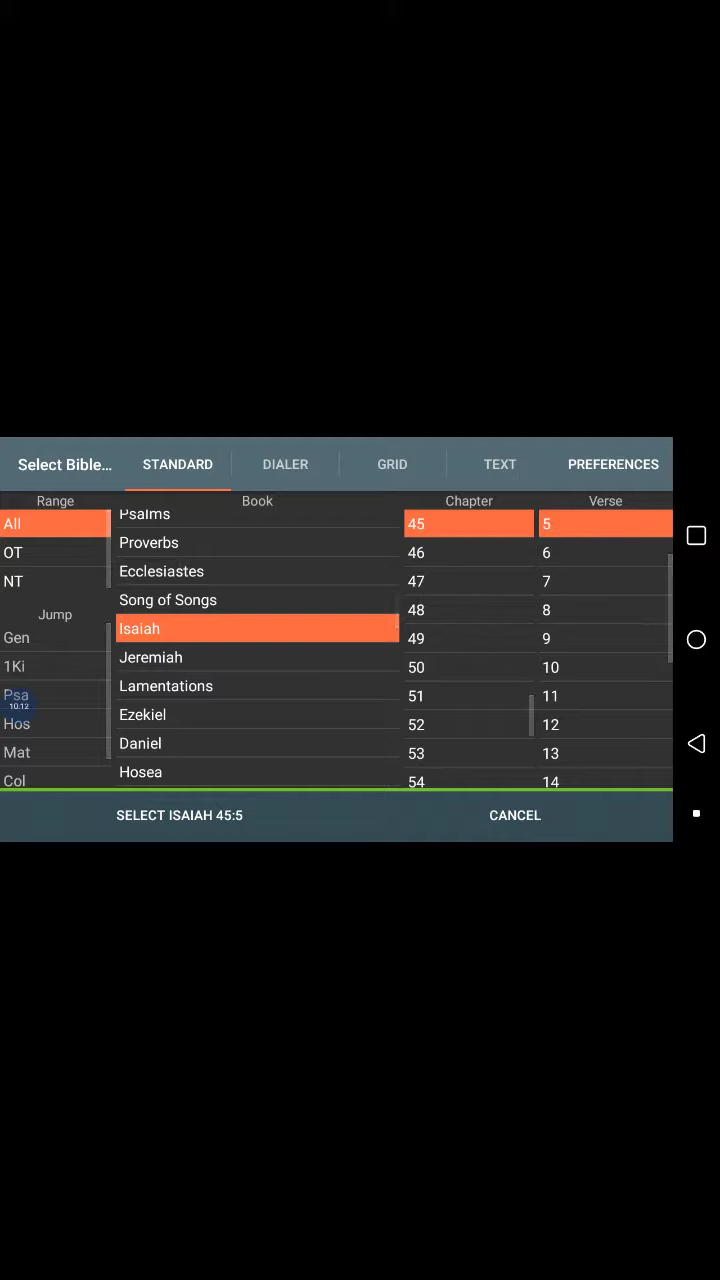 Select Bible... STANDARD DIALER GRID TEXT PREFERENCES
Range Book Chapter Verse
All
OT
NT
Jump
Gen
1Ki
Psa
10.12
Hos
Mat
Col
Psalms
Proverbs
Ecclesiastes
Song of Songs
Isaiah
Jeremiah
Lamentations
Ezekiel
Daniel
Hosea
45
46
47
48
49
50
51
52
53
54
5
6
7
8
9
10
11
12
13
14
SELECT ISAIAH 45:5 CANCEL